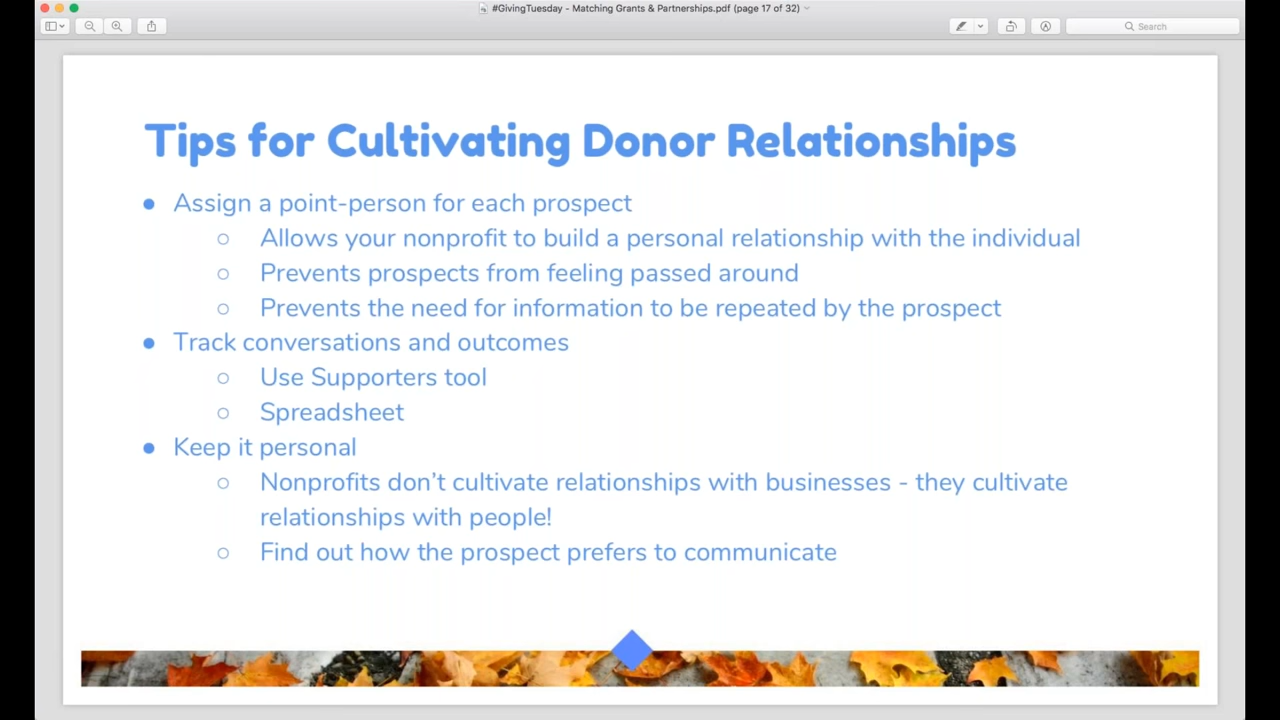 #GivingTuesday - Matching Grants & Partnerships.pdf (page 17 of 32)
Search
Tips for Cultivating Donor Relationships
● Assign a point-person for each prospect
○ Allows your nonprofit to build a personal relationship with the individual
○ Prevents prospects from feeling passed around
○ Prevents the need for information to be repeated by the prospect
● Track conversations and outcomes
○ Use Supporters tool
○ Spreadsheet
● Keep it personal
○ Nonprofits don’t cultivate relationships with businesses - they cultivate
relationships with people!
○ Find out how the prospect prefers to communicate